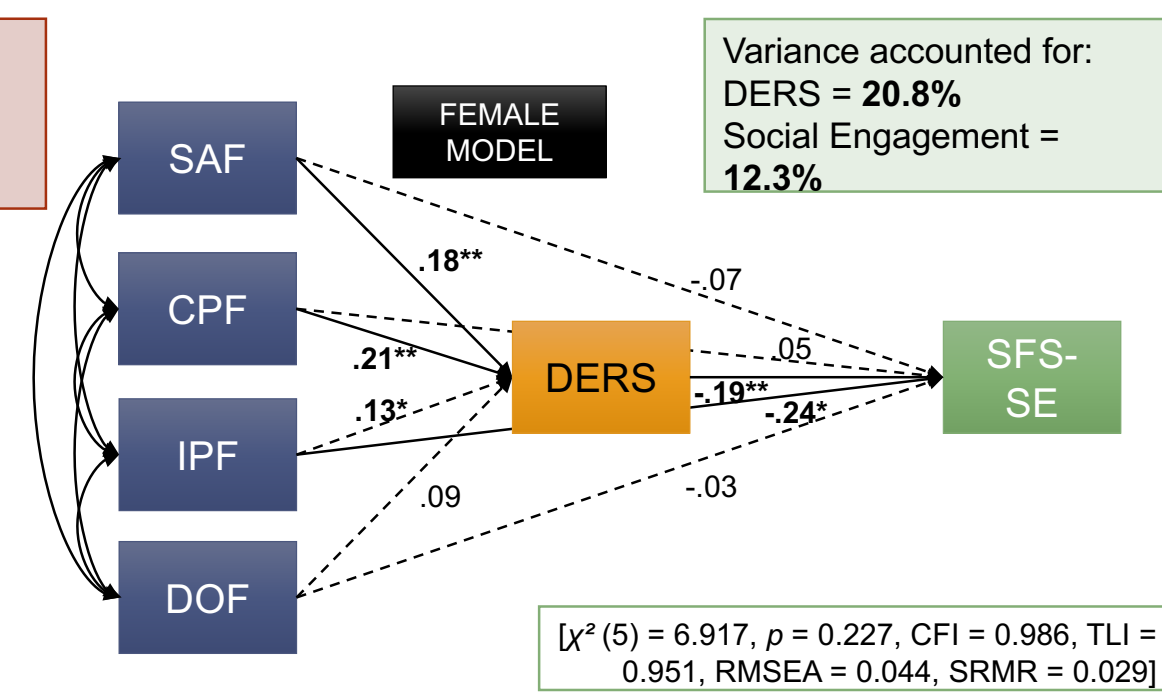 FEMALE
MODEL
Variance accounted for:
DERS = 20.8%
Social Engagement =
12.3%
SAF
.18**
-.07
CPF
.21**
DERS
.05
SFS-
SE
-.19**
.13*
-.24*
IPF
.09
-.03
DOF
[χ² (5) = 6.917, p = 0.227, CFI = 0.986, TLI =
0.951, RMSEA = 0.044, SRMR = 0.029]